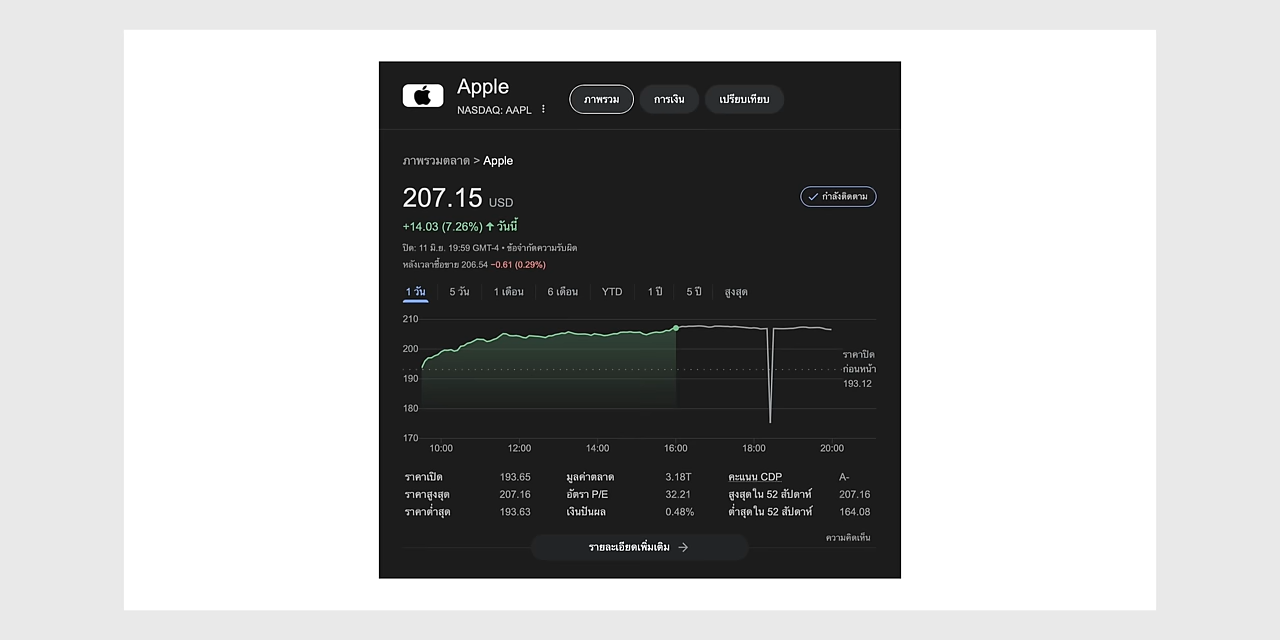 Apple
NASDAQ: AAPL
ภาพรวม
การเงิน
เปรียบเทียบ
ภาพรวมตลาด > Apple
207.15 USD
กำลังติดตาม
+14.03 (7.26%) ↑ วันนี้
ปิด: 11 มิ.ย. 19:59 GMT-4 • ข้อจำกัดความรับผิด
หลังเวลาซื้อขาย 206.54 −0.61 (0.29%)
1 วัน 5 วัน 1 เดือน 6 เดือน YTD 1 ปี 5 ปี สูงสุด
210
200
190
180
170
ราคาปิด
ก่อนหน้า
193.12
10:00 12:00 14:00 16:00 18:00 20:00
ราคาเปิด 193.65 มูลค่าตลาด 3.18T คะแนน CDP A-
ราคาสูงสุด 207.16 อัตรา P/E 32.21 สูงสุดใน 52 สัปดาห์ 207.16
ราคาต่ำสุด 193.63 เงินปันผล 0.48% ต่ำสุดใน 52 สัปดาห์ 164.08
ความคิดเห็น
รายละเอียดเพิ่มเติม →